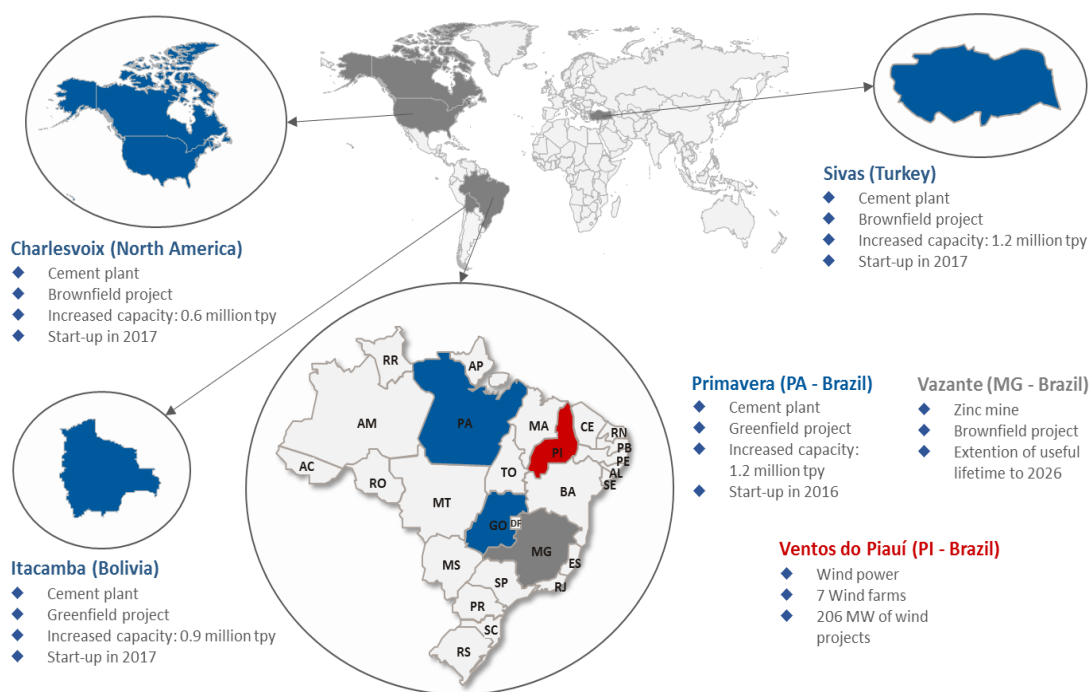 Sivas (Turkey)
Cement plant
Brownfield project
Increased capacity: 1.2 million tpy
Start-up in 2017
Charlesvoix (North America)
Cement plant
Brownfield project
Increased capacity: 0.6 million tpy
Start-up in 2017
RR
AP
AM
PA
MA
CE
RN
PB
PE
AL
SE
PI
AC
RO
TO
BA
MT
GO
DF
MG
ES
MS
SP
RJ
PR
SC
RS
Primavera (PA - Brazil)
Cement plant
Greenfield project
Increased capacity:
1.2 million tpy
Start-up in 2016
Vazante (MG - Brazil)
Zinc mine
Brownfield project
Extention of useful
lifetime to 2026
Itacamba (Bolivia)
Cement plant
Greenfield project
Increased capacity: 0.9 million tpy
Start-up in 2017
Ventos do Piauí (PI - Brazil)
Wind power
7 Wind farms
206 MW of wind
projects